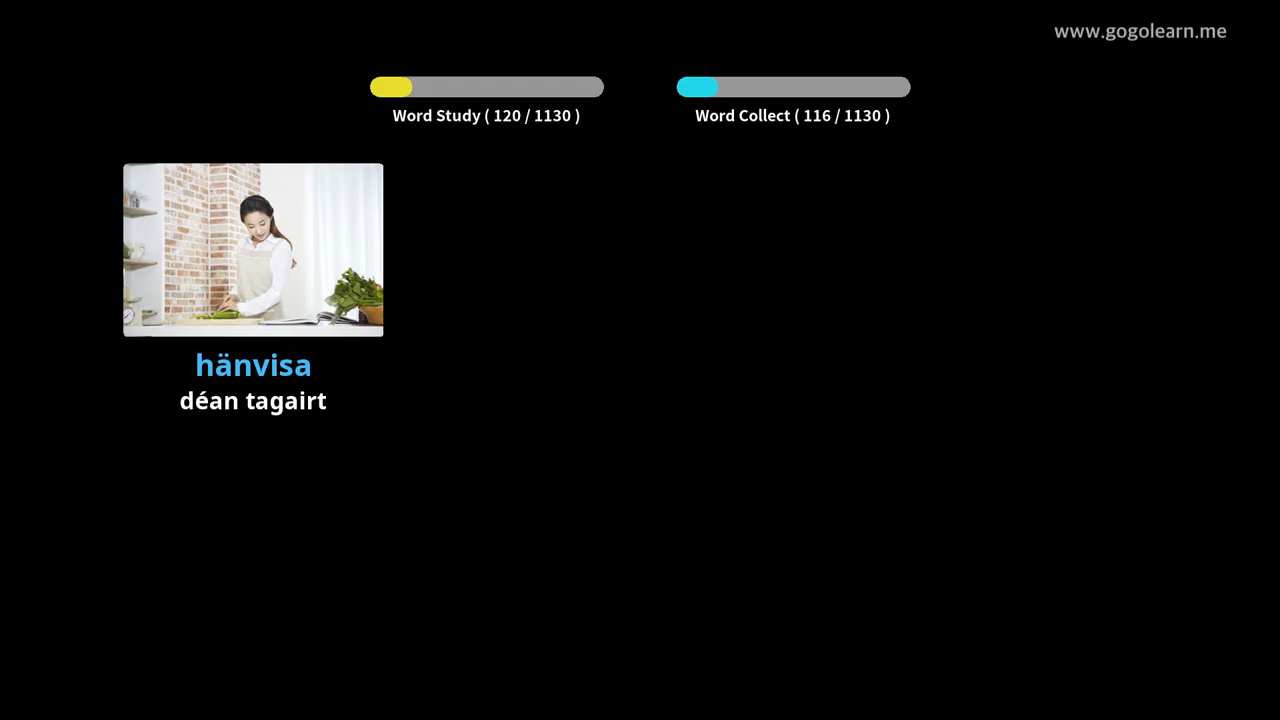 www.gogolearn.me
Word Study ( 120 / 1130 )
Word Collect ( 116 / 1130 )
hänvisa
déan tagairt